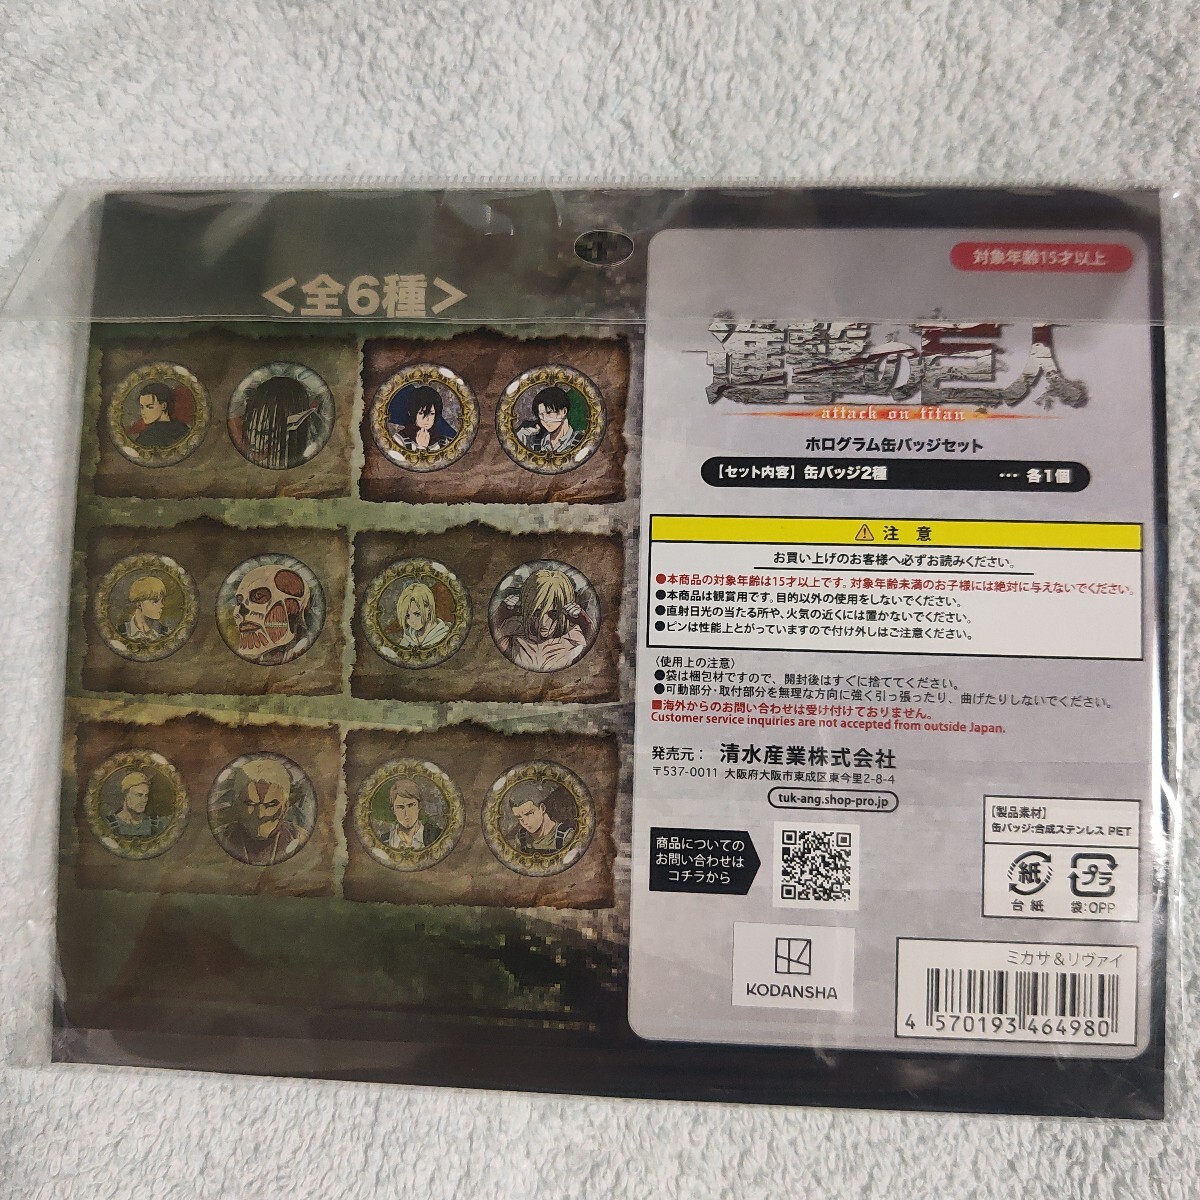 <全6種>
対象年齢15才以上
進撃の巨人
attack on titan
ホログラム缶バッジセット
【セット内容】缶バッジ2種 … 各1個
⚠ 注 意
お買い上げのお客様へ必ずお読みください。
●本商品の対象年齢は15才以上です。対象年齢未満のお子様には絶対に与えないでください。
●本商品は観賞用です。目的以外の使用をしないでください。
●直射日光の当たる所や、火気の近くには置かないでください。
●ピンは性能上とがっていますので付け外しはご注意ください。
〈使用上の注意〉
●袋は梱包材ですので、開封後はすぐに捨ててください。
●可動部分・取付部分を無理な方向に強く引っ張ったり、曲げたりしないでください。
■海外からのお問い合わせは受け付けておりません。
Customer service inquiries are not accepted from outside Japan.
発売元： 清水産業株式会社
〒537-0011 大阪府大阪市東成区東今里2-8-4
tuk-ang.shop-pro.jp
商品についての
お問い合わせは
コチラから
【製品素材】
缶バッジ:合成ステンレス PET
紙
台紙
プラ
袋:OPP
KODANSHA
ミカサ&リヴァイ
4 570193 464980